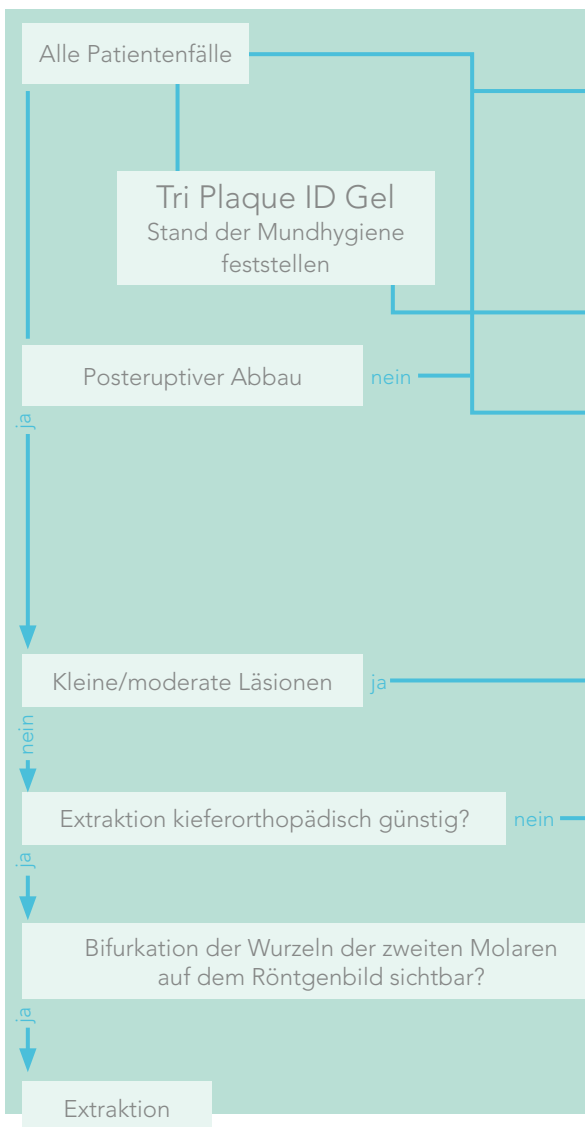 Alle Patientenfälle
Tri Plaque ID Gel
Stand der Mundhygiene
feststellen
Posteruptiver Abbau
nein
ja
Kleine/moderate Läsionen
ja
nein
Extraktion kieferorthopädisch günstig?
nein
ja
Bifurkation der Wurzeln der zweiten Molaren
auf dem Röntgenbild sichtbar?
ja
Extraktion